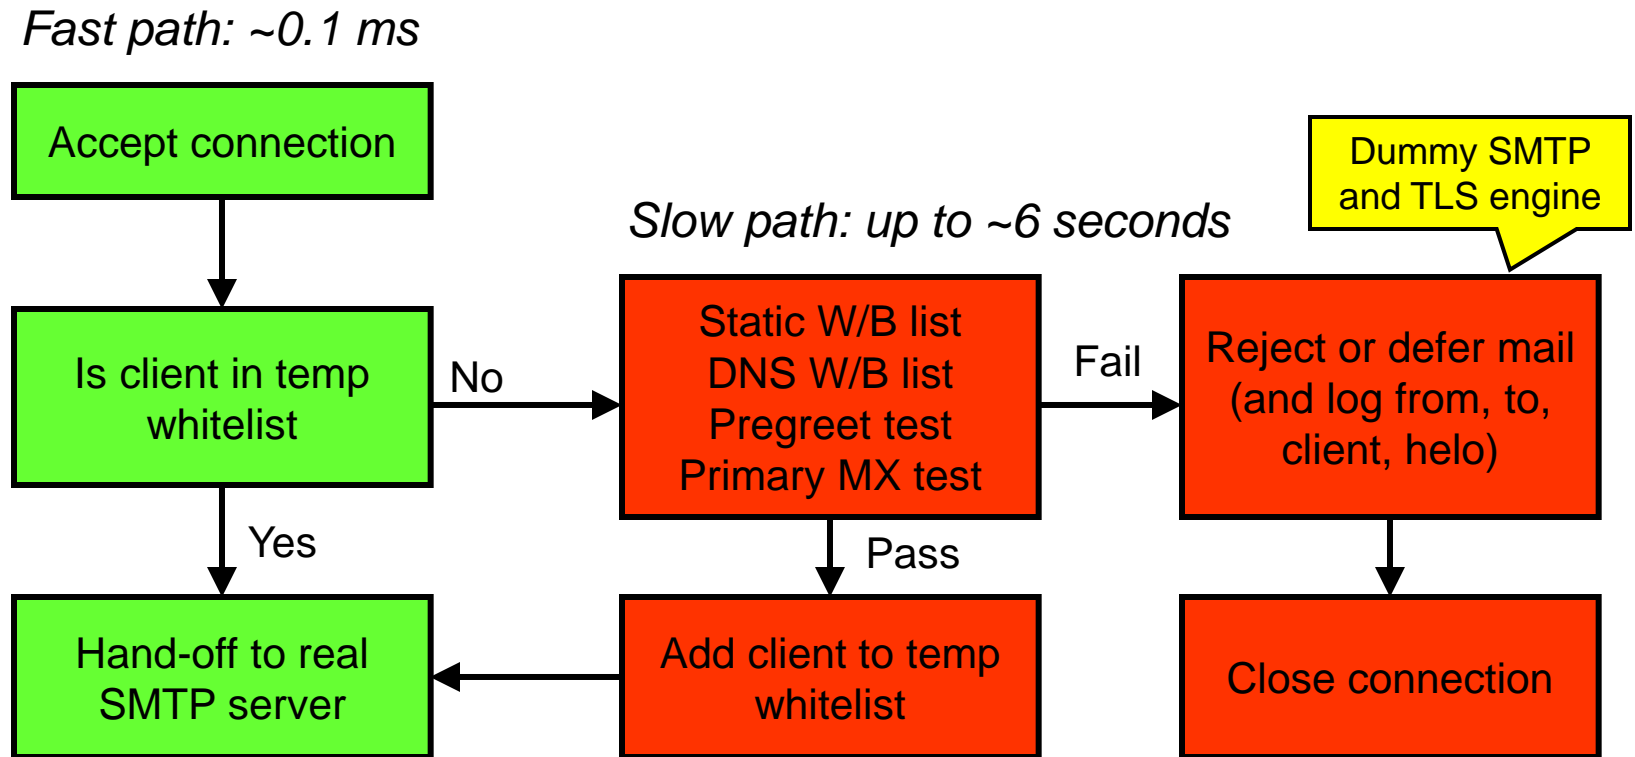 Fast path: ~0.1 ms
Accept connection
Dummy SMTP
and TLS engine
Slow path: up to ~6 seconds
Is client in temp
whitelist
No
Static W/B list
DNS W/B list
Pregreet test
Primary MX test
Fail
Reject or defer mail
(and log from, to,
client, helo)
Yes
Pass
Hand-off to real
SMTP server
Add client to temp
whitelist
Close connection